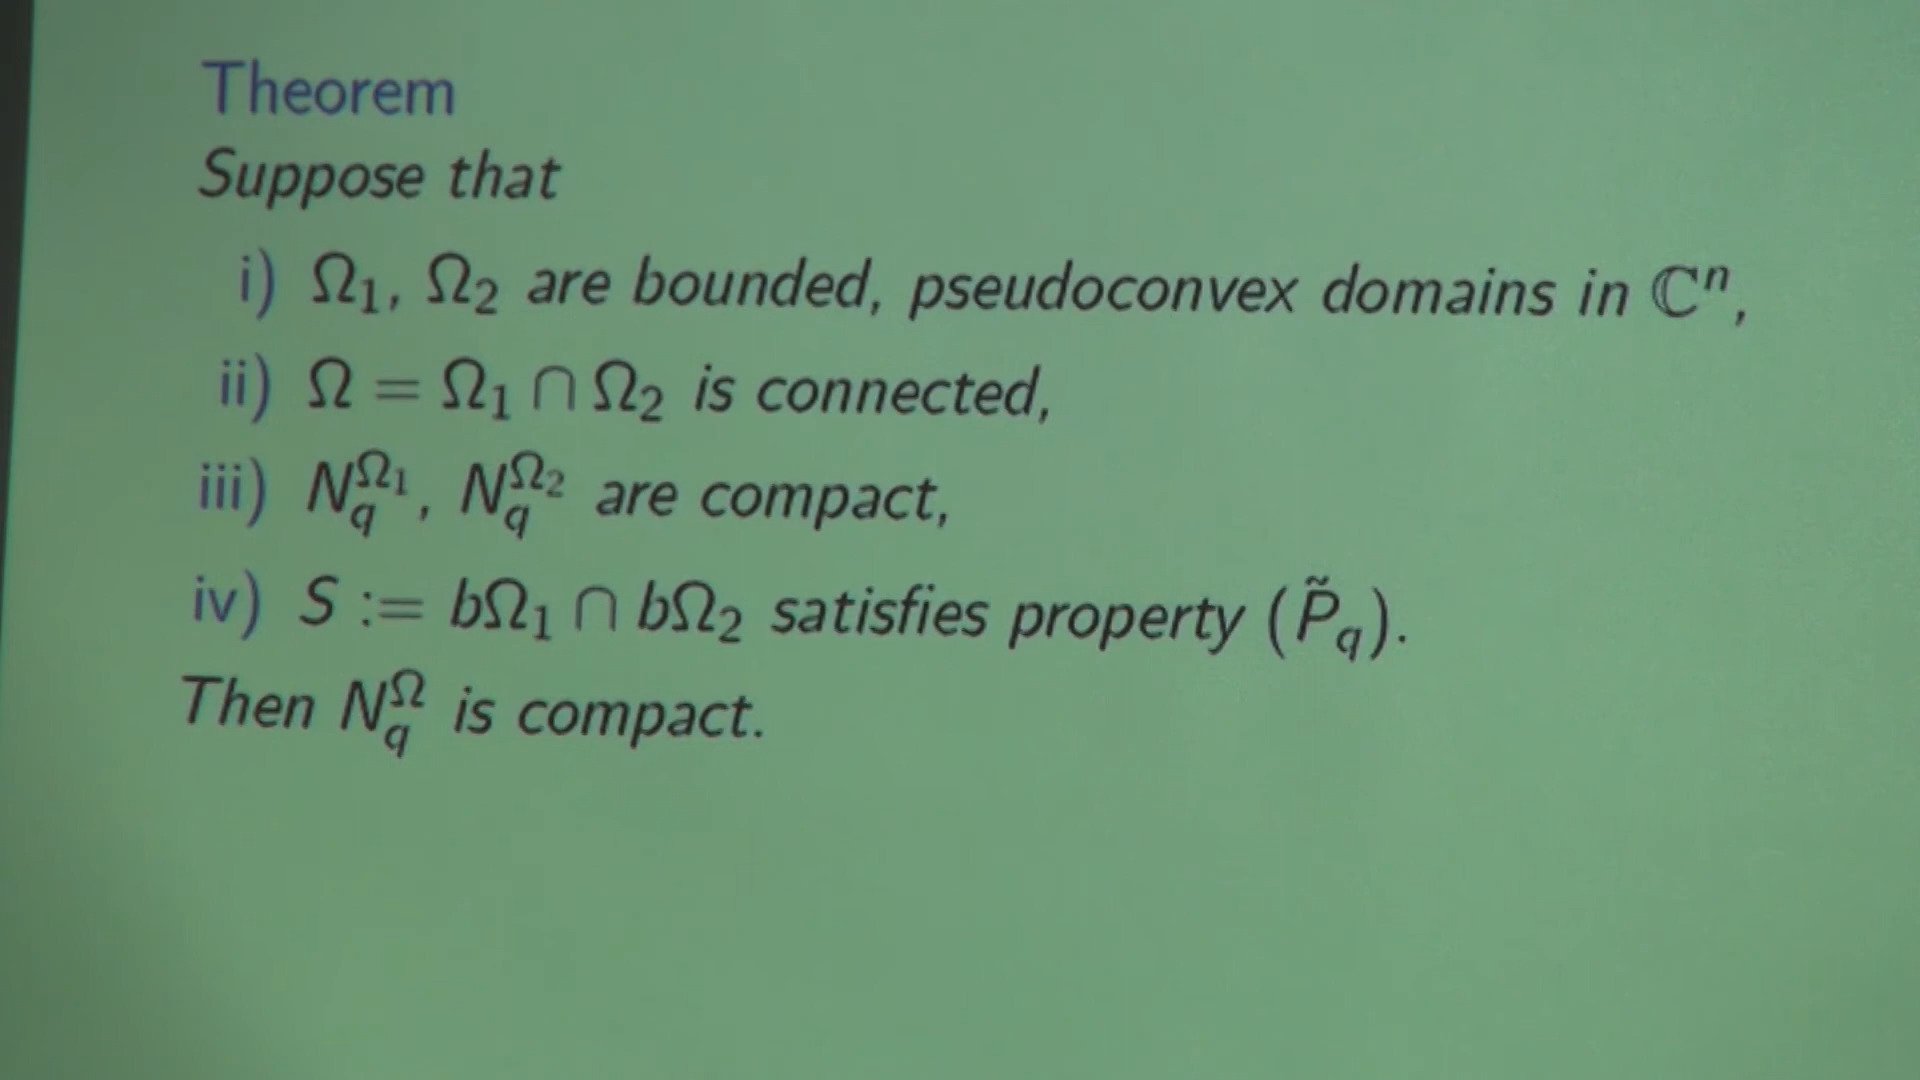 Theorem
Suppose that
i) Ω₁, Ω₂ are bounded, pseudoconvex domains in ℂⁿ,
ii) Ω = Ω₁ ∩ Ω₂ is connected,
iii) N_q^{Ω₁}, N_q^{Ω₂} are compact,
iv) S := bΩ₁ ∩ bΩ₂ satisfies property (P̃_q).
Then N_q^Ω is compact.